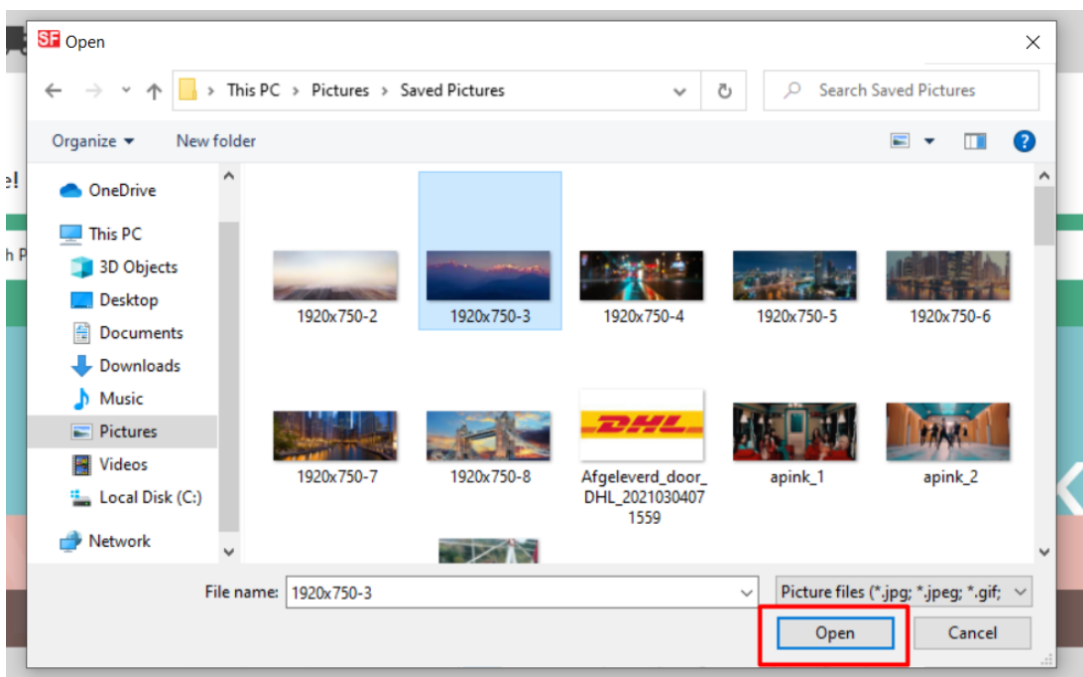 SF Open
This PC > Pictures > Saved Pictures
Search Saved Pictures
Organize
New folder
?
e!
h P
OneDrive
This PC
3D Objects
Desktop
Documents
Downloads
Music
Pictures
Videos
Local Disk (C:)
Network
1920x750-2
1920x750-3
1920x750-4
1920x750-5
1920x750-6
DHL
1920x750-7
1920x750-8
Afgeleverd_door_
DHL_2021030407
1559
apink_1
apink_2
File name:
1920x750-3
Picture files (*.jpg; *.jpeg; *.gif;
Open
Cancel